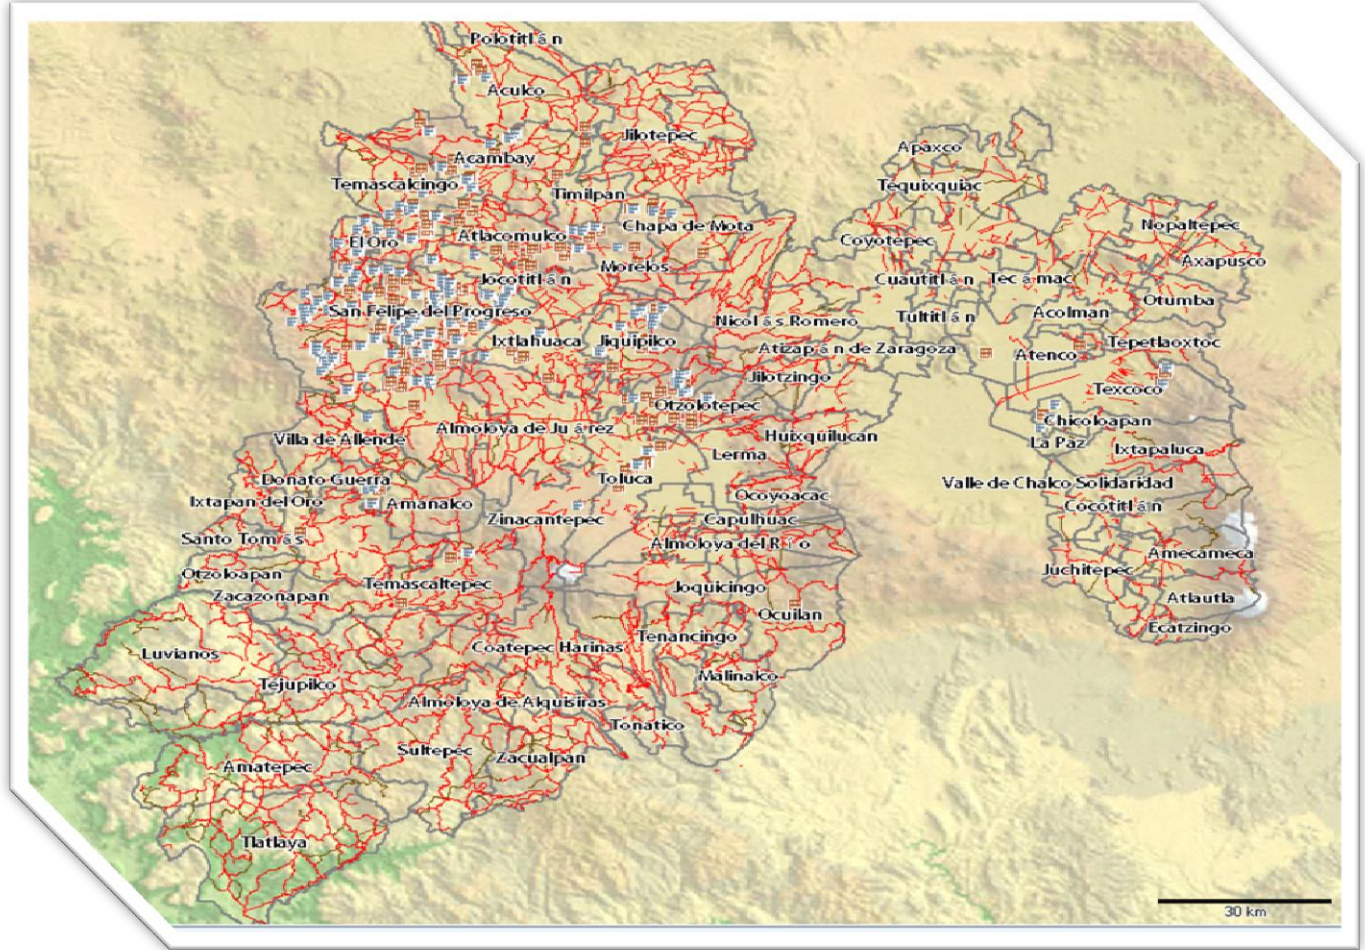 Polotitlán
Aculco
Jilotepec
Apaxco
Acambay
Temascalcingo
Tequixquiac
Timilpan
Chapa de Mota
Nopaltepec
El Oro
Atlacomulco
Coyotepec
Axapusco
Morelos
Jocotitlán
Cuautitlán
Tecámac
Otumba
San Felipe del Progreso
Nicolás Romero
Tultitlán
Acolman
Ixtlahuaca
Jiquipilco
Atizapán de Zaragoza
Atenco
Tepetlaoxtoc
Jilotzingo
Texcoco
Otzolotepec
Chicoloapan
Villa de Allende
Almoloya de Juárez
Huixquilucan
La Paz
Lerma
Ixtapaluca
Donato Guerra
Toluca
Valle de Chalco Solidaridad
Ixtapan del Oro
Amanalco
Ocoyoacac
Cocotitlán
Zinacantepec
Capulhuac
Santo Tomás
Almoloya del Río
Amecameca
Otzoloapan
Temascaltepec
Joquicingo
Juchitepec
Zacazonapan
Ocuilan
Atlautla
Luvianos
Coatepec Harinas
Tenancingo
Ecatzingo
Tejupilco
Malinalco
Almoloya de Alquisiras
Tonatico
Sultepec
Zacualpan
Amatepec
Tlatlaya
30 km